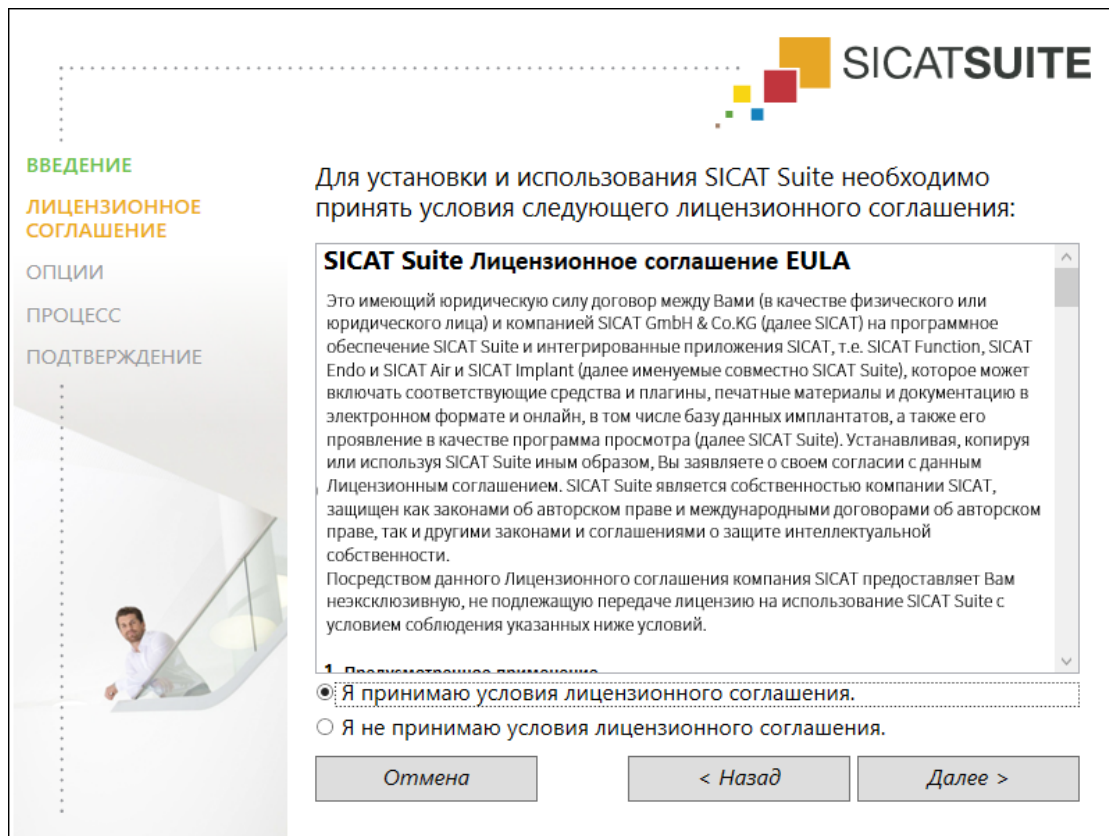 SICATSUITE
ВВЕДЕНИЕ
ЛИЦЕНЗИОННОЕ
СОГЛАШЕНИЕ
ОПЦИИ
ПРОЦЕСС
ПОДТВЕРЖДЕНИЕ
Для установки и использования SICAT Suite необходимо
принять условия следующего лицензионного соглашения:
SICAT Suite Лицензионное соглашение EULA
Это имеющий юридическую силу договор между Вами (в качестве физического или
юридического лица) и компанией SICAT GmbH & Co.KG (далее SICAT) на программное
обеспечение SICAT Suite и интегрированные приложения SICAT, т.е. SICAT Function, SICAT
Endo и SICAT Air и SICAT Implant (далее именуемые совместно SICAT Suite), которое может
включать соответствующие средства и плагины, печатные материалы и документацию в
электронном формате и онлайн, в том числе базу данных имплантатов, а также его
проявление в качестве программа просмотра (далее SICAT Suite). Устанавливая, копируя
или используя SICAT Suite иным образом, Вы заявляете о своем согласии с данным
Лицензионным соглашением. SICAT Suite является собственностью компании SICAT,
защищен как законами об авторском праве и международными договорами об авторском
праве, так и другими законами и соглашениями о защите интеллектуальной
собственности.
Посредством данного Лицензионного соглашения компания SICAT предоставляет Вам
неэксклюзивную, не подлежащую передаче лицензию на использование SICAT Suite с
условием соблюдения указанных ниже условий.
1. Предусмотренное применение
Я принимаю условия лицензионного соглашения.
Я не принимаю условия лицензионного соглашения.
Отмена
< Назад
Далее >